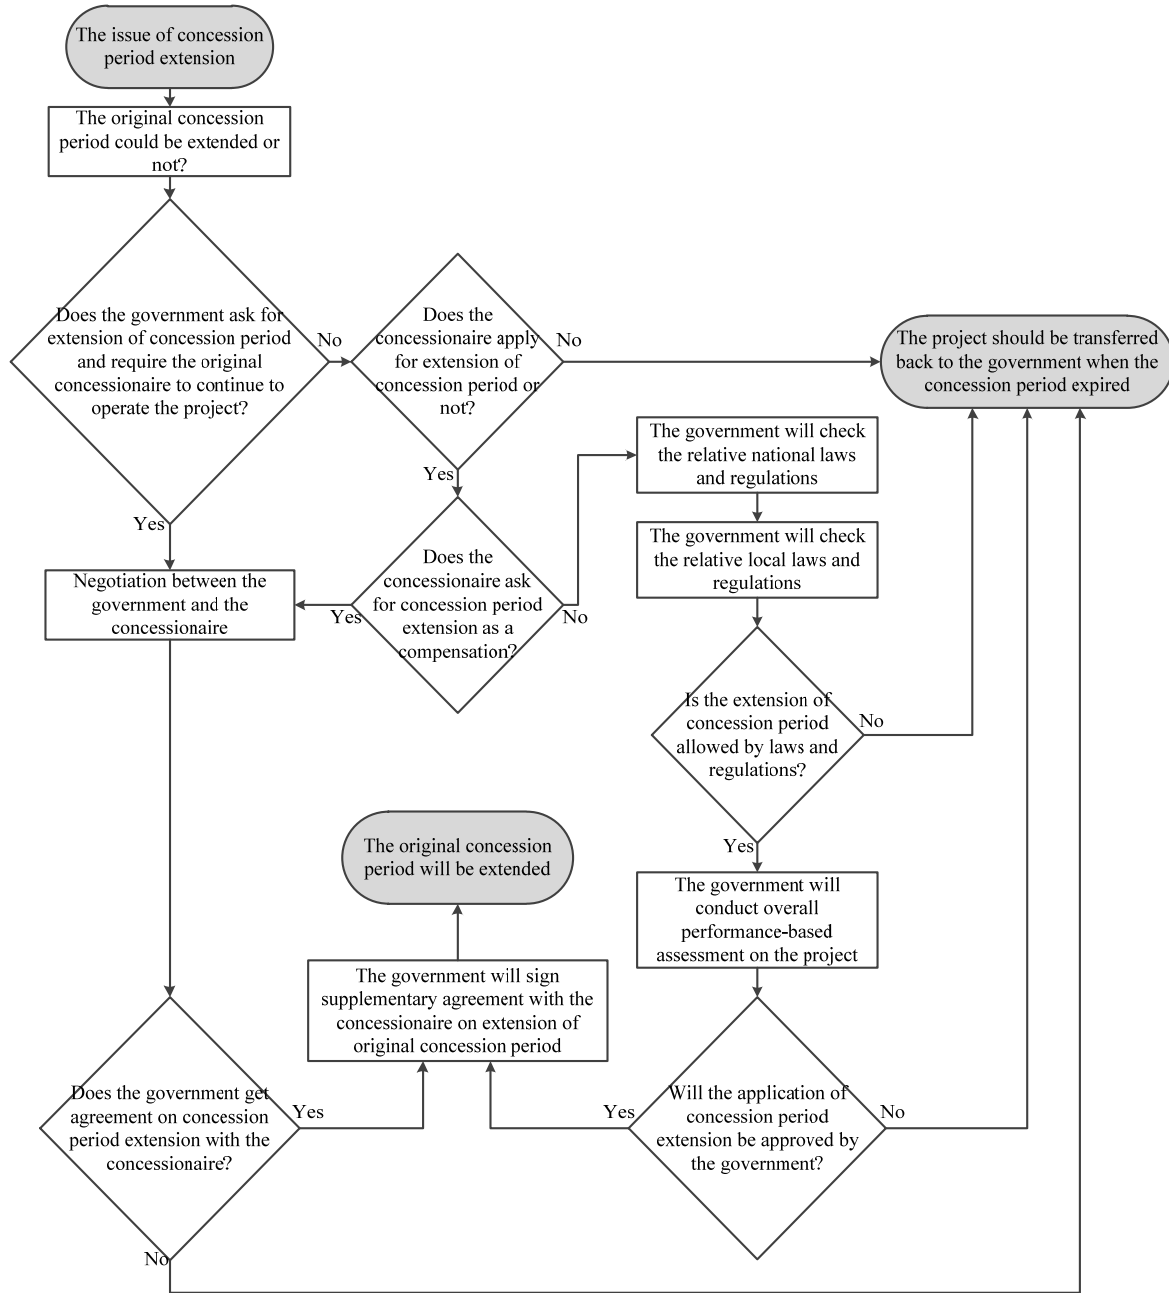 The issue of concession
period extension
The original concession
period could be extended or
not?
Does the government ask for
extension of concession period
and require the original
concessionaire to continue to
operate the project?
No
Yes
Does the
concessionaire apply
for extension of
concession period or
not?
No
Yes
The project should be transferred
back to the government when the
concession period expired
Negotiation between the
government and the
concessionaire
Does the
concessionaire ask
for concession period
extension as a
compensation?
Yes
No
The government will check
the relative national laws
and regulations
The government will check
the relative local laws and
regulations
Is the extension of
concession period
allowed by laws and
regulations?
No
Yes
The original concession
period will be extended
The government will
conduct overall
performance-based
assessment on the project
The government will sign
supplementary agreement with the
concessionaire on extension of
original concession period
Does the government get
agreement on concession
period extension with the
concessionaire?
Yes
No
Will the application of
concession period
extension be approved by
the government?
Yes
No